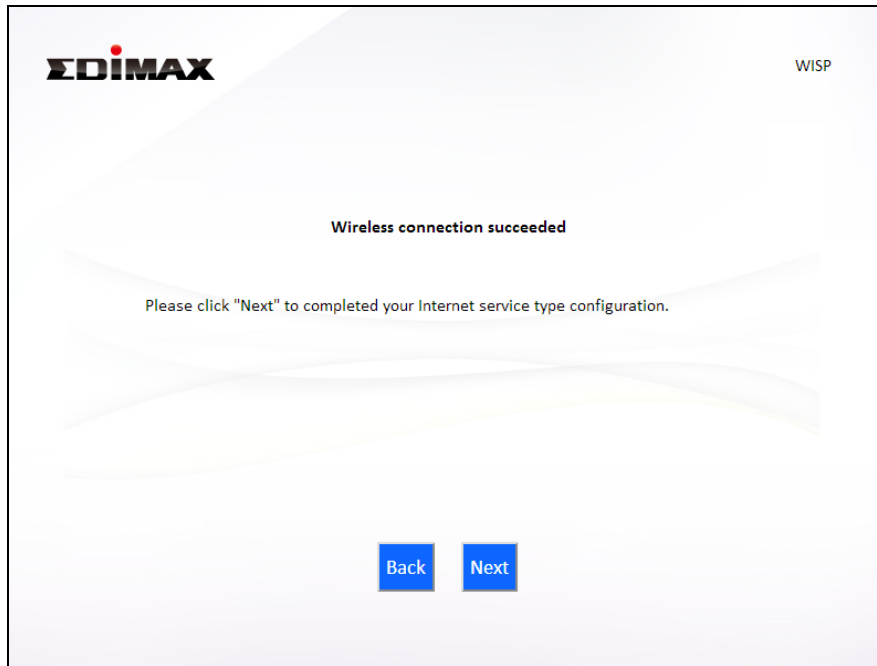 EDIMAX
WISP
Wireless connection succeeded
Please click "Next" to completed your Internet service type configuration.
Back
Next